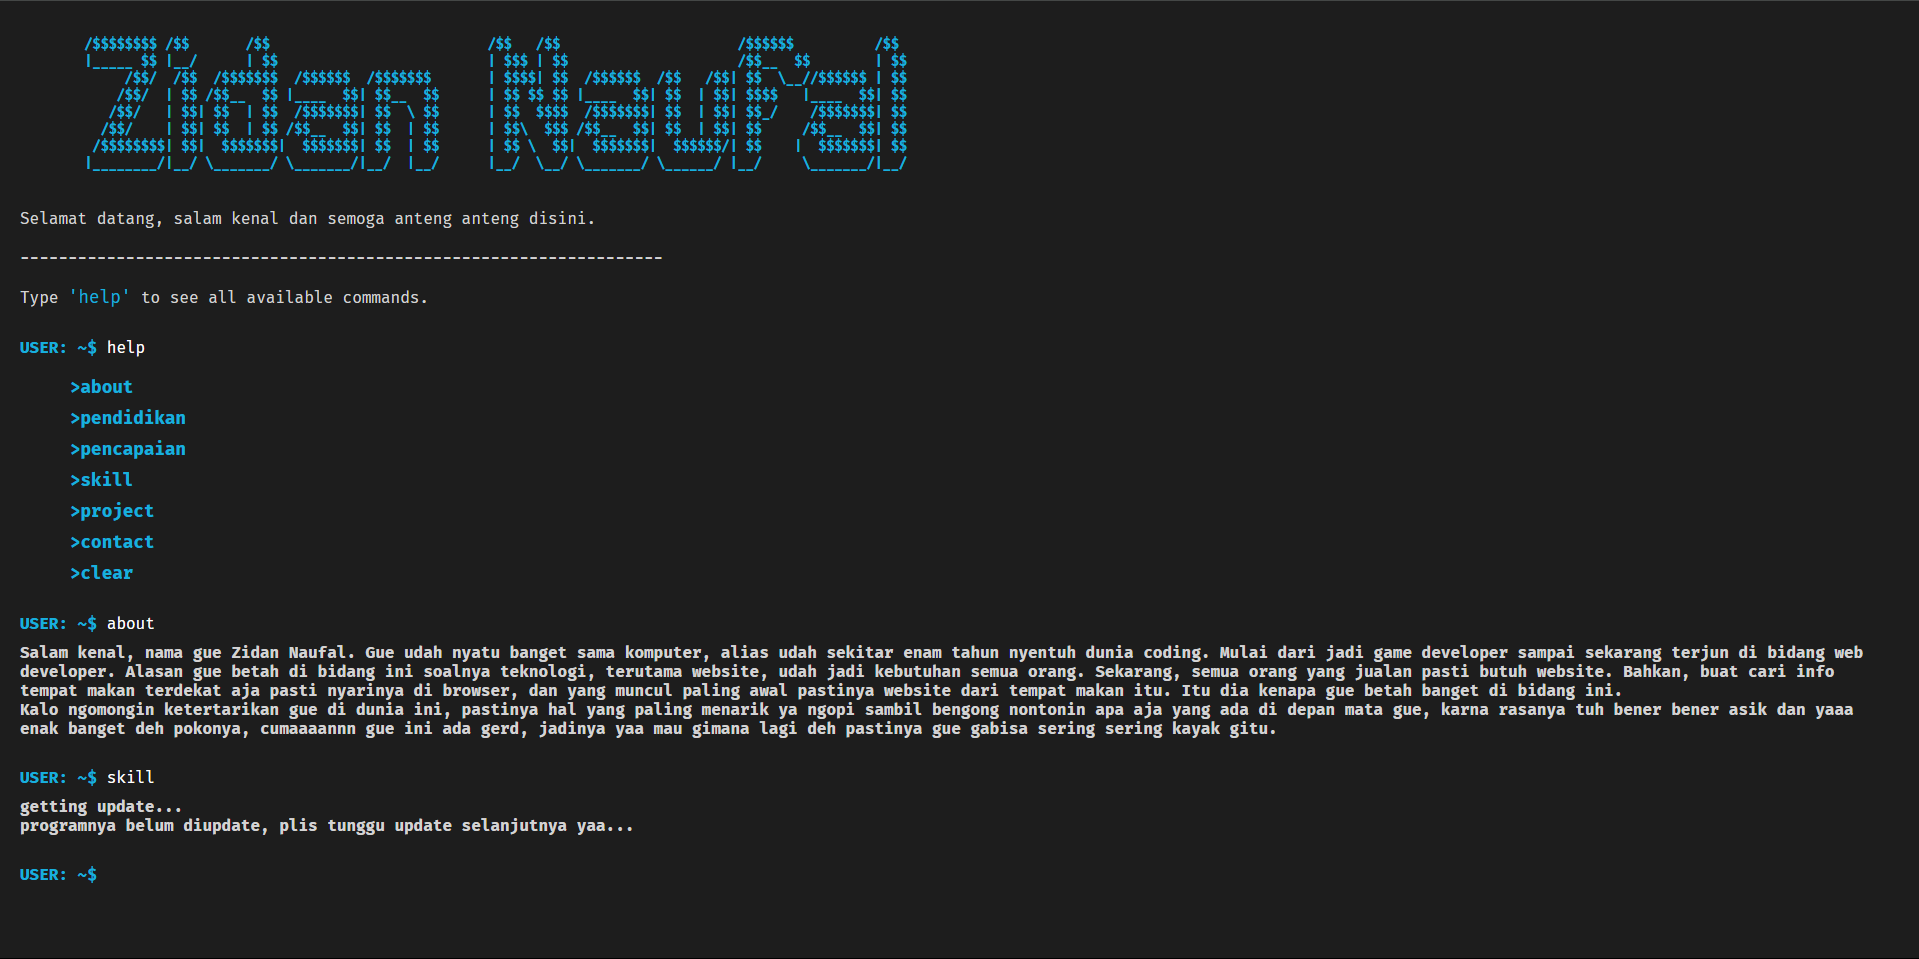 Zidan Naufal
Selamat datang, salam kenal dan semoga anteng anteng disini.
-------------------------------------------------------------------
Type 'help' to see all available commands.
USER: ~$ help
>about
>pendidikan
>pencapaian
>skill
>project
>contact
>clear
USER: ~$ about
Salam kenal, nama gue Zidan Naufal. Gue udah nyatu banget sama komputer, alias udah sekitar enam tahun nyentuh dunia coding. Mulai dari jadi game developer sampai sekarang terjun di bidang web
developer. Alasan gue betah di bidang ini soalnya teknologi, terutama website, udah jadi kebutuhan semua orang. Sekarang, semua orang yang jualan pasti butuh website. Bahkan, buat cari info
tempat makan terdekat aja pasti nyarinya di browser, dan yang muncul paling awal pastinya website dari tempat makan itu. Itu dia kenapa gue betah banget di bidang ini.
Kalo ngomongin ketertarikan gue di dunia ini, pastinya hal yang paling menarik ya ngopi sambil bengong nontonin apa aja yang ada di depan mata gue, karna rasanya tuh bener bener asik dan yaaa
enak banget deh pokonya, cumaaaannn gue ini ada gerd, jadinya yaa mau gimana lagi deh pastinya gue gabisa sering sering kayak gitu.
USER: ~$ skill
getting update...
programnya belum diupdate, plis tunggu update selanjutnya yaa...
USER: ~$